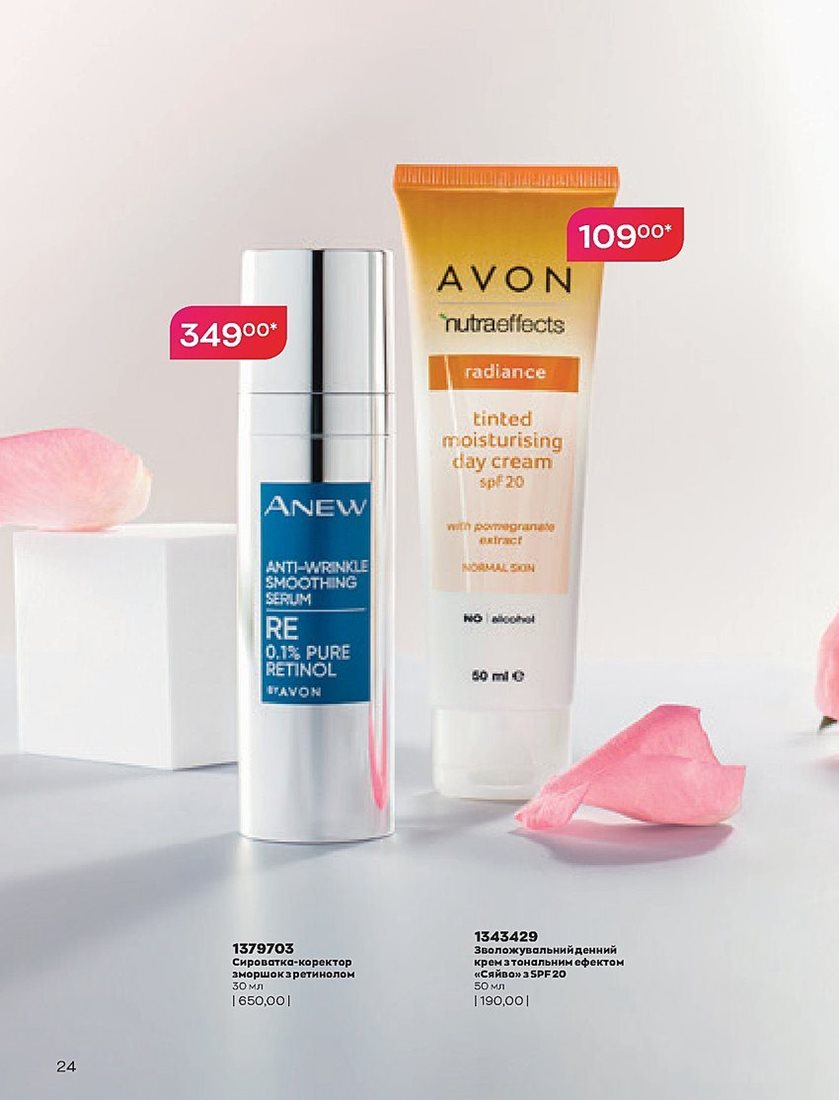 109⁰⁰*
AVON
nutraeffects
radiance
tinted
moisturising
day cream
spf 20
with pomegranate
extract
NORMAL SKIN
NO | alcohol
50 ml e
349⁰⁰*
ANEW
ANTI-WRINKLE
SMOOTHING
SERUM
RE
0.1% PURE
RETINOL
BY AVON
1379703
Сироватка-коректор
зморшок з ретинолом
30 мл
| 650,00 |
1343429
Зволожувальний денний
крем з тональним ефектом
«Сяйво» з SPF 20
50 мл
| 190,00 |
24